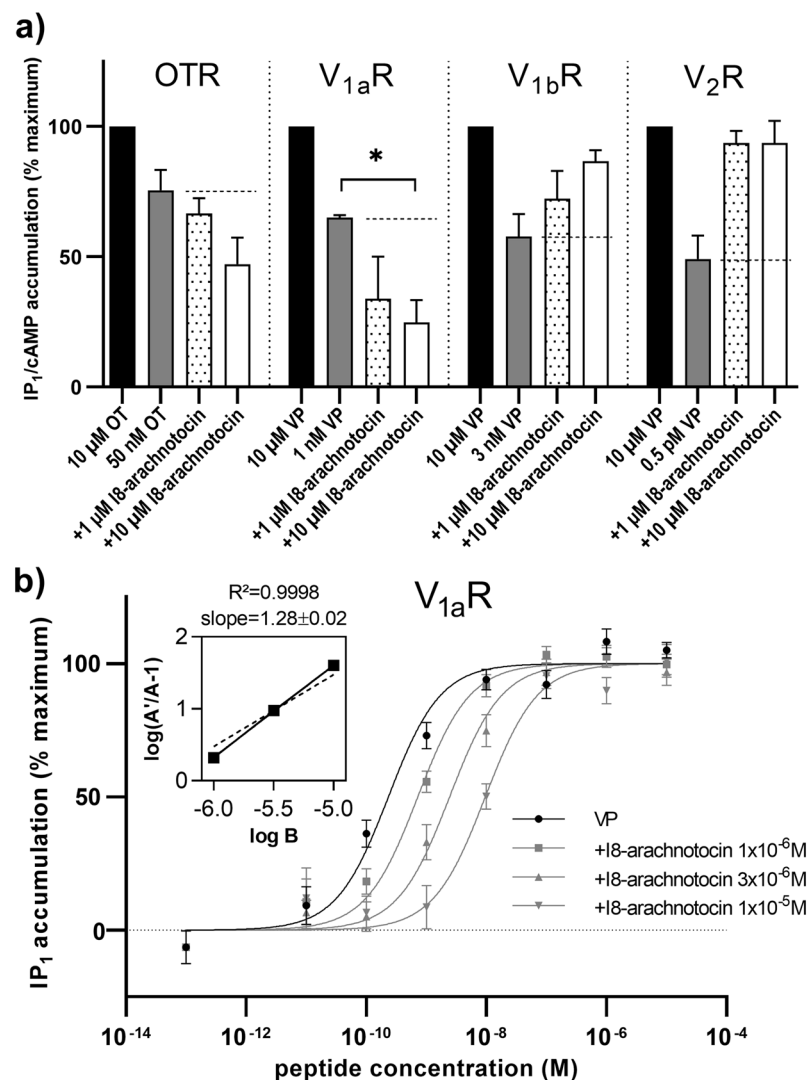 a)
IP₁/cAMP accumulation (% maximum)
OTR
V₁ₐR
V₁bR
V₂R
100
50
0
*
10 µM OT
50 nM OT
+1 µM I8-arachnotocin
+10 µM I8-arachnotocin
10 µM VP
1 nM VP
+1 µM I8-arachnotocin
+10 µM I8-arachnotocin
10 µM VP
3 nM VP
+1 µM I8-arachnotocin
+10 µM I8-arachnotocin
10 µM VP
0.5 pM VP
+1 µM I8-arachnotocin
+10 µM I8-arachnotocin
b)
V₁ₐR
R²=0.9998
slope=1.28±0.02
log(A'/A-1)
2
1
0
-6.0 -5.5 -5.0
log B
IP₁ accumulation (% maximum)
100
50
0
VP
+I8-arachnotocin 1x10⁻⁶M
+I8-arachnotocin 3x10⁻⁶M
+I8-arachnotocin 1x10⁻⁵M
10⁻¹⁴ 10⁻¹² 10⁻¹⁰ 10⁻⁸ 10⁻⁶ 10⁻⁴
peptide concentration (M)